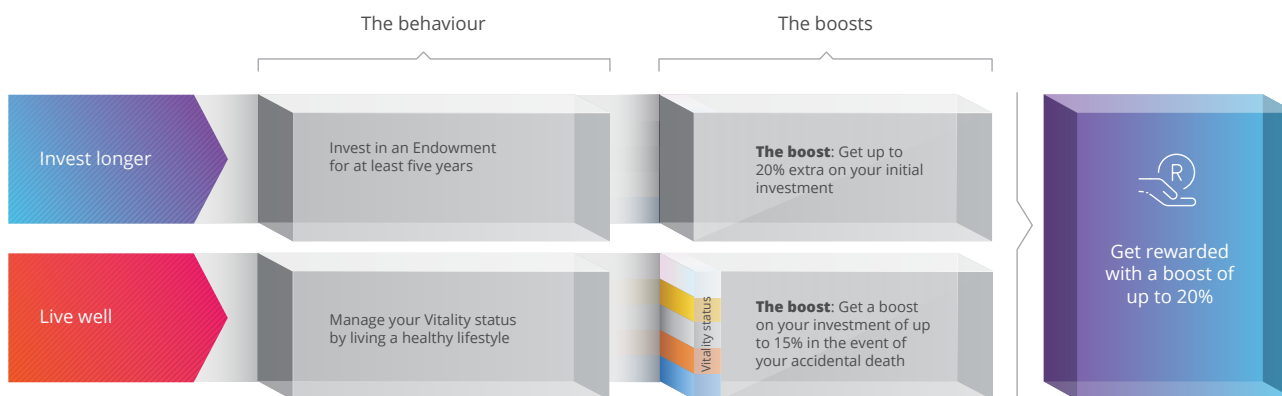 The behaviour
The boosts
Invest longer
Invest in an Endowment
for at least five years
The boost: Get up to
20% extra on your initial
investment
Live well
Manage your Vitality status
by living a healthy lifestyle
Vitality status
The boost: Get a boost
on your investment of up
to 15% in the event of
your accidental death
R
Get rewarded
with a boost of
up to 20%